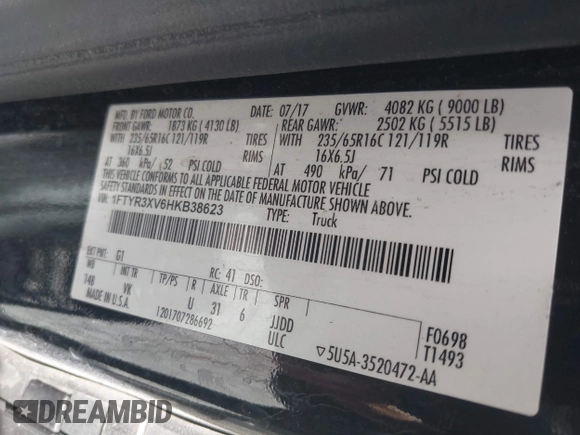 MFD. BY FORD MOTOR CO.
DATE: 07/17 GVWR: 4082 KG ( 9000 LB)
FRONT GAWR: 1873 KG ( 4130 LB) REAR GAWR: 2502 KG ( 5515 LB)
WITH 235/65R16C 121/119R TIRES WITH 235/65R16C 121/119R TIRES
16X6.5J RIMS 16X6.5J RIMS
AT 360 kPa/ 52 PSI COLD AT 490 kPa/ 71 PSI COLD
THIS VEHICLE CONFORMS TO ALL APPLICABLE FEDERAL MOTOR VEHICLE
SAFETY STANDARDS IN EFFECT ON THE DATE OF MANUFACTURE SHOWN ABOVE.
VIN: 1FTYR3XV6HKB38623
TYPE: Truck
EXT PNT: GT RC: 41 DSO:
WB INT TR TP/PS R AXLE TR SPR
148 VK U 31 6 JJDD
MADE IN U.S.A. 1201707286692 ULC
F0698
T1493
▽5U5A-3520472-AA
DUSBID.COM